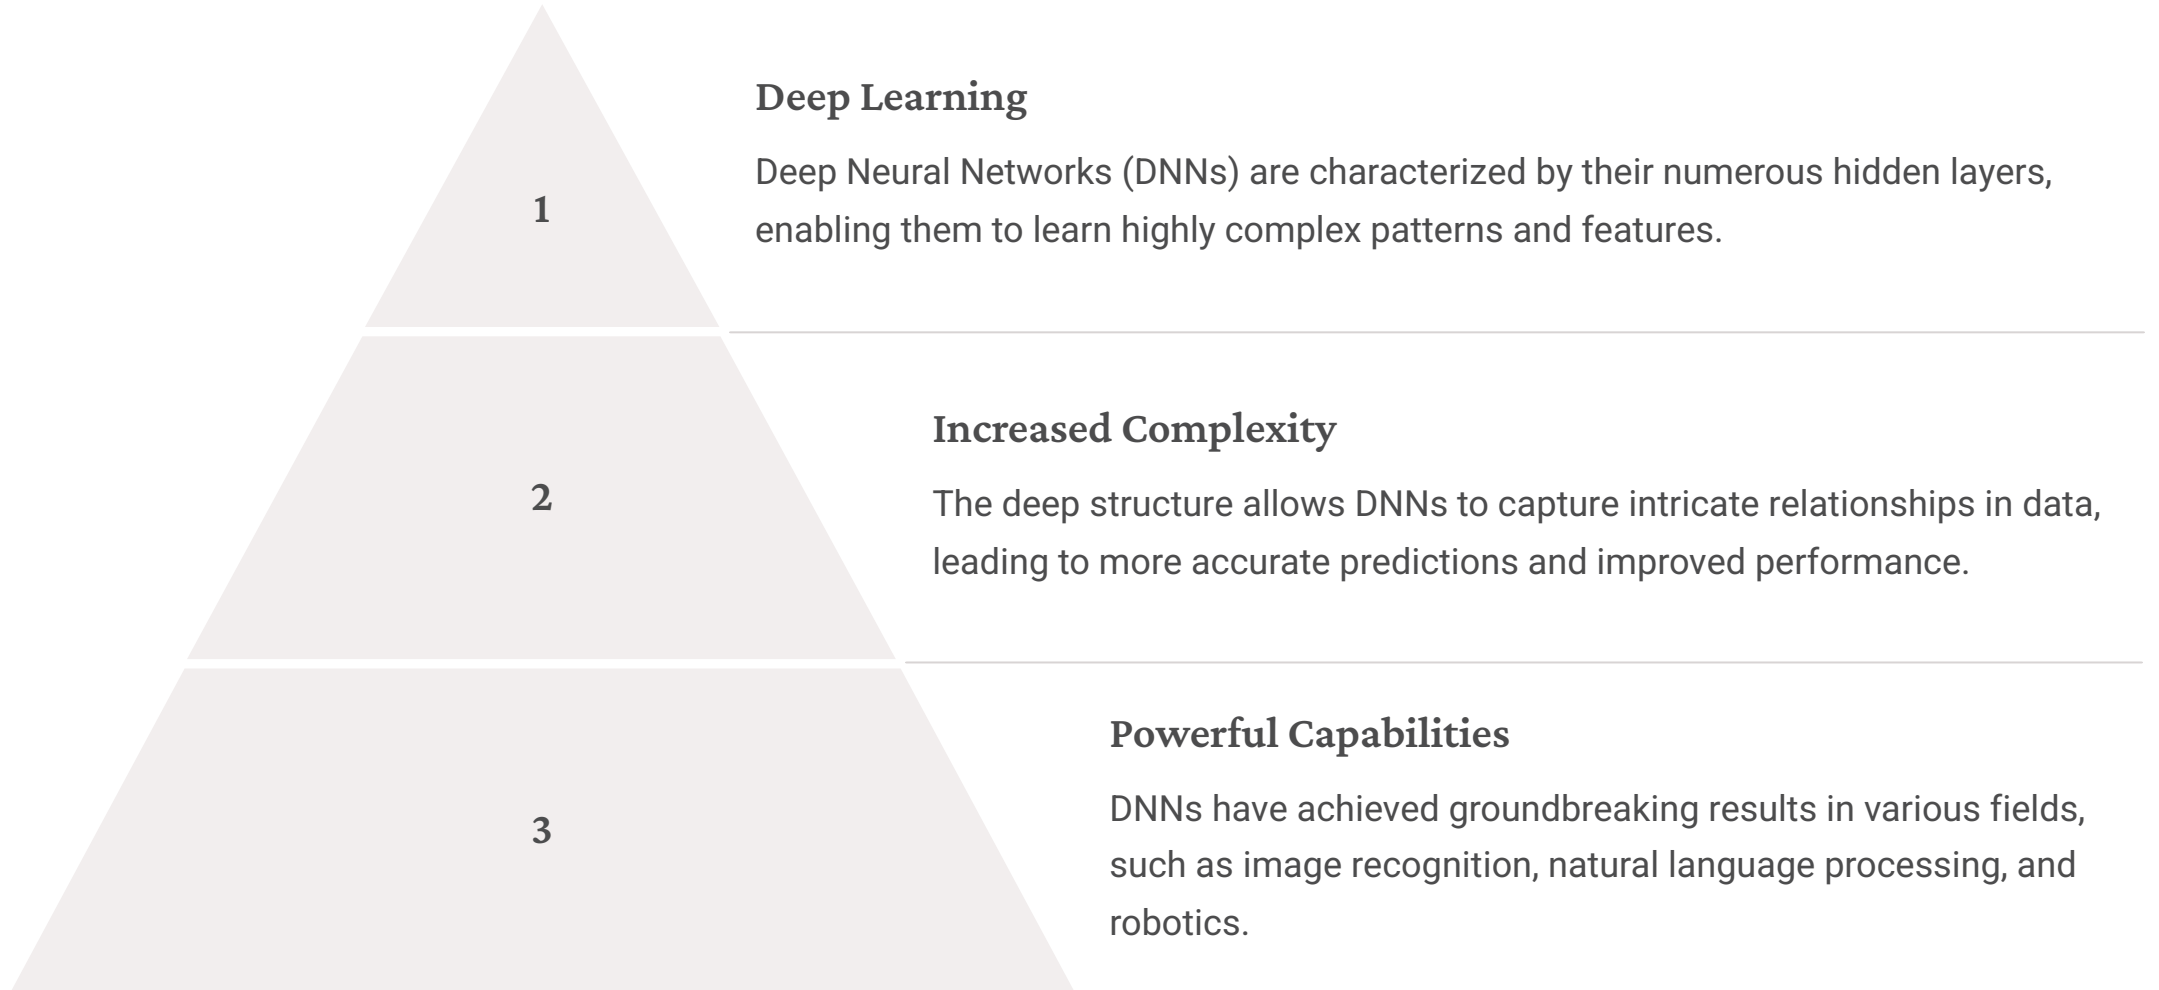 1
Deep Learning
Deep Neural Networks (DNNs) are characterized by their numerous hidden layers,
enabling them to learn highly complex patterns and features.
2
Increased Complexity
The deep structure allows DNNs to capture intricate relationships in data,
leading to more accurate predictions and improved performance.
3
Powerful Capabilities
DNNs have achieved groundbreaking results in various fields,
such as image recognition, natural language processing, and
robotics.